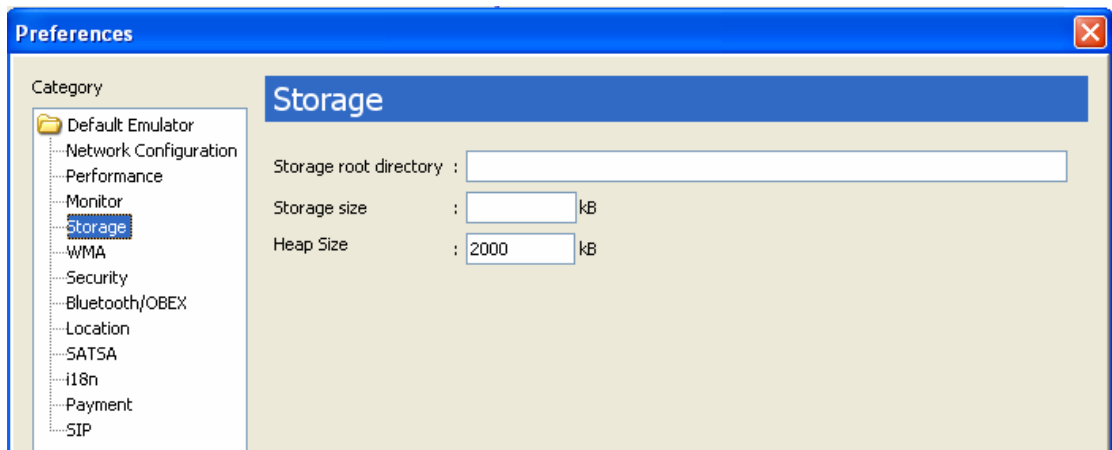 Preferences
Category
Default Emulator
Network Configuration
Performance
Monitor
Storage
WMA
Security
Bluetooth/OBEX
Location
SATSA
i18n
Payment
SIP
Storage
Storage root directory :
Storage size : kB
Heap Size : 2000 kB